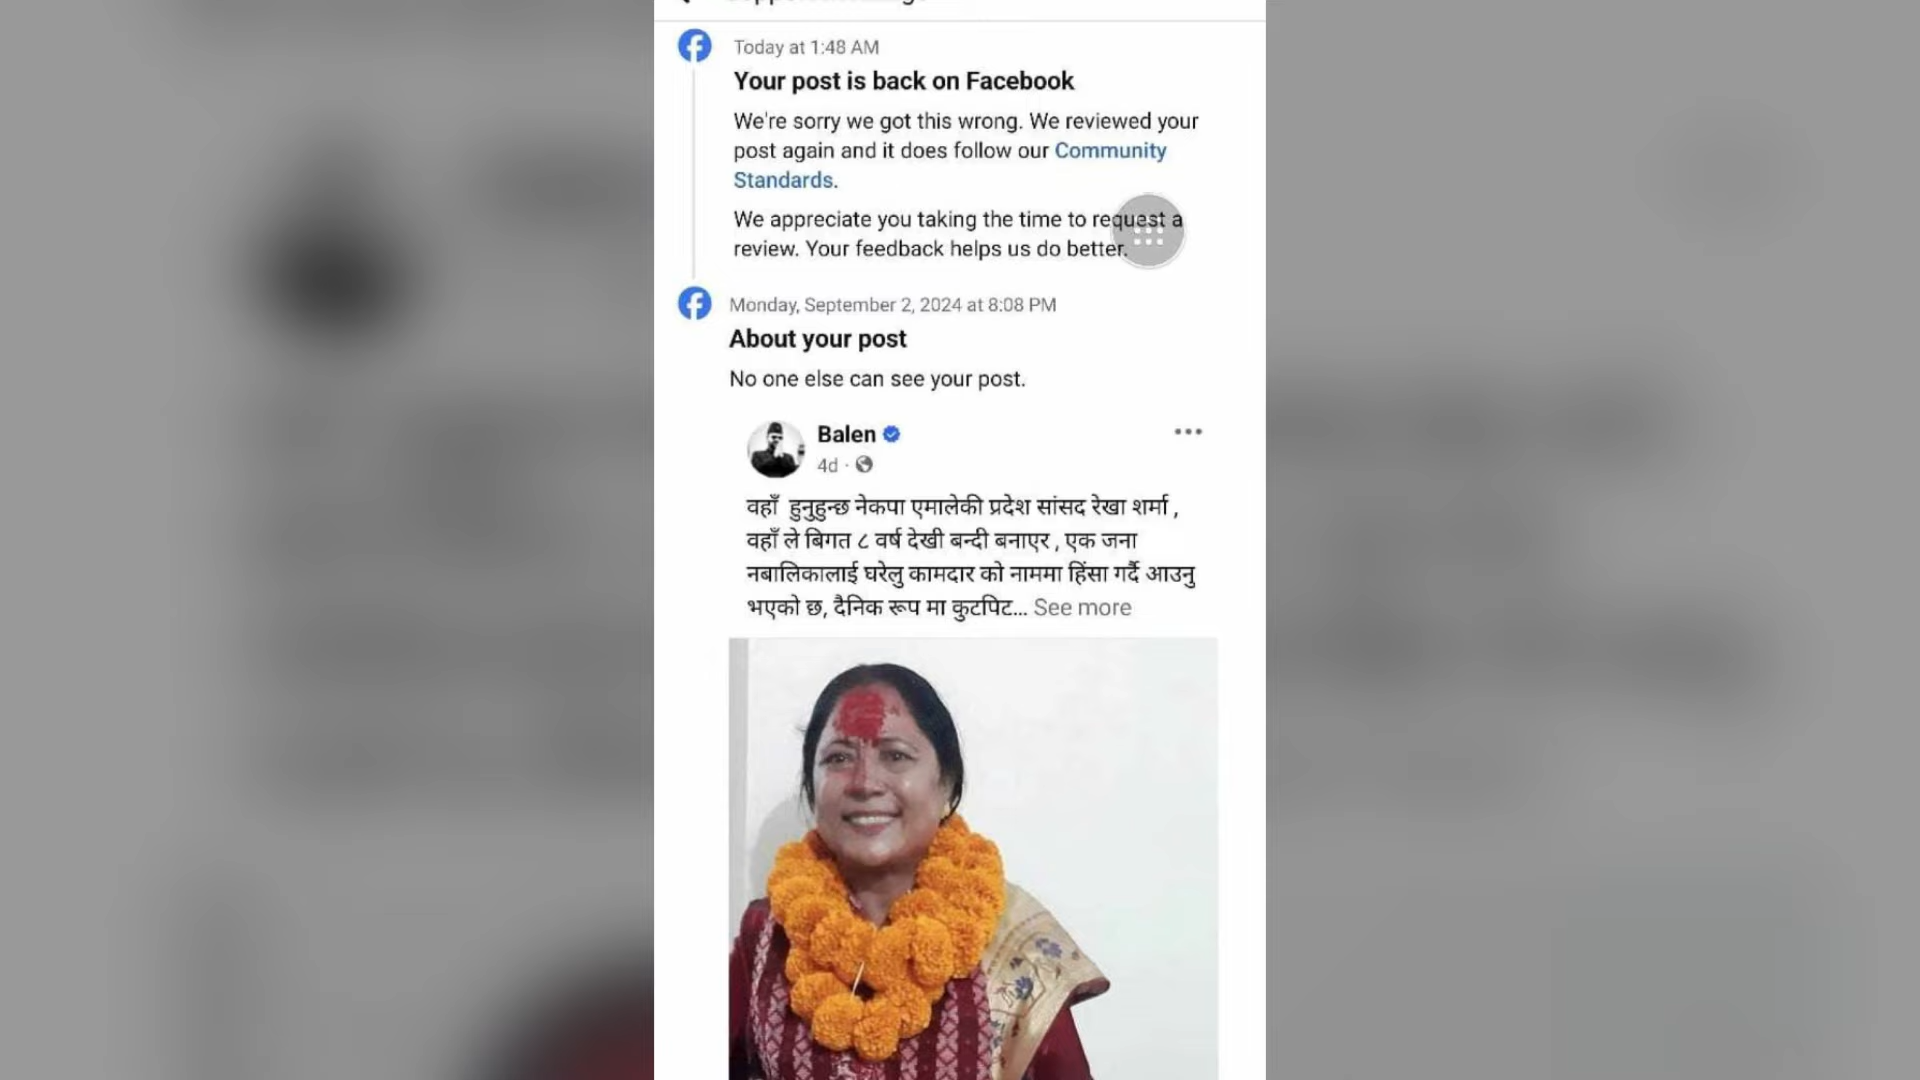 Today at 1:48 AM
Your post is back on Facebook
We're sorry we got this wrong. We reviewed your
post again and it does follow our Community
Standards.
We appreciate you taking the time to request a
review. Your feedback helps us do better.
Monday, September 2, 2024 at 8:08 PM
About your post
No one else can see your post.
Balen
4d ·
वहाँ हुनुहुन्छ नेकपा एमालेकी प्रदेश सांसद रेखा शर्मा ,
वहाँ ले बिगत ८ वर्ष देखी बन्दी बनाएर , एक जना
नबालिकालाई घरेलु कामदार को नाममा हिंसा गर्दै आउनु
भएको छ, दैनिक रूप मा कुटपिट... See more